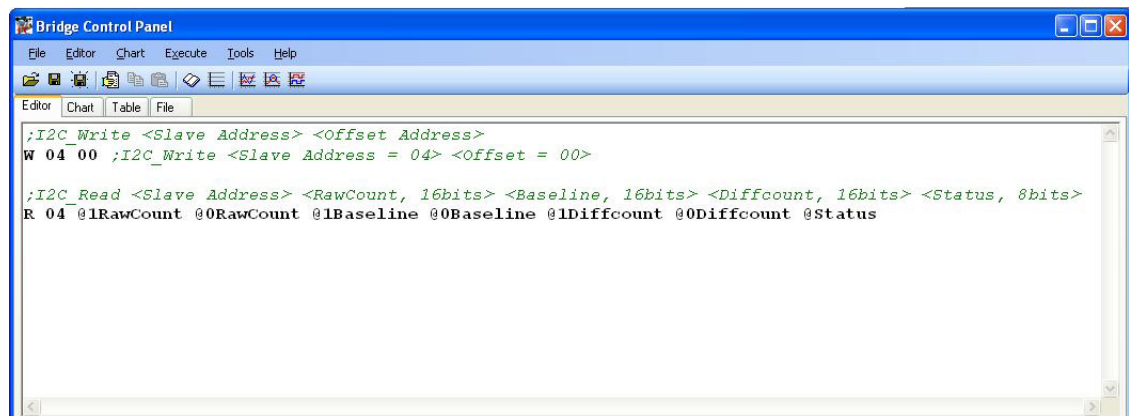 Bridge Control Panel
File Editor Chart Execute Tools Help
Editor Chart Table File
;I2C_Write <Slave Address> <Offset Address>
W 04 00 ;I2C_Write <Slave Address = 04> <Offset = 00>
;I2C_Read <Slave Address> <RawCount, 16bits> <Baseline, 16bits> <Diffcount, 16bits> <Status, 8bits>
R 04 @1RawCount @0RawCount @1Baseline @0Baseline @1Diffcount @0Diffcount @Status